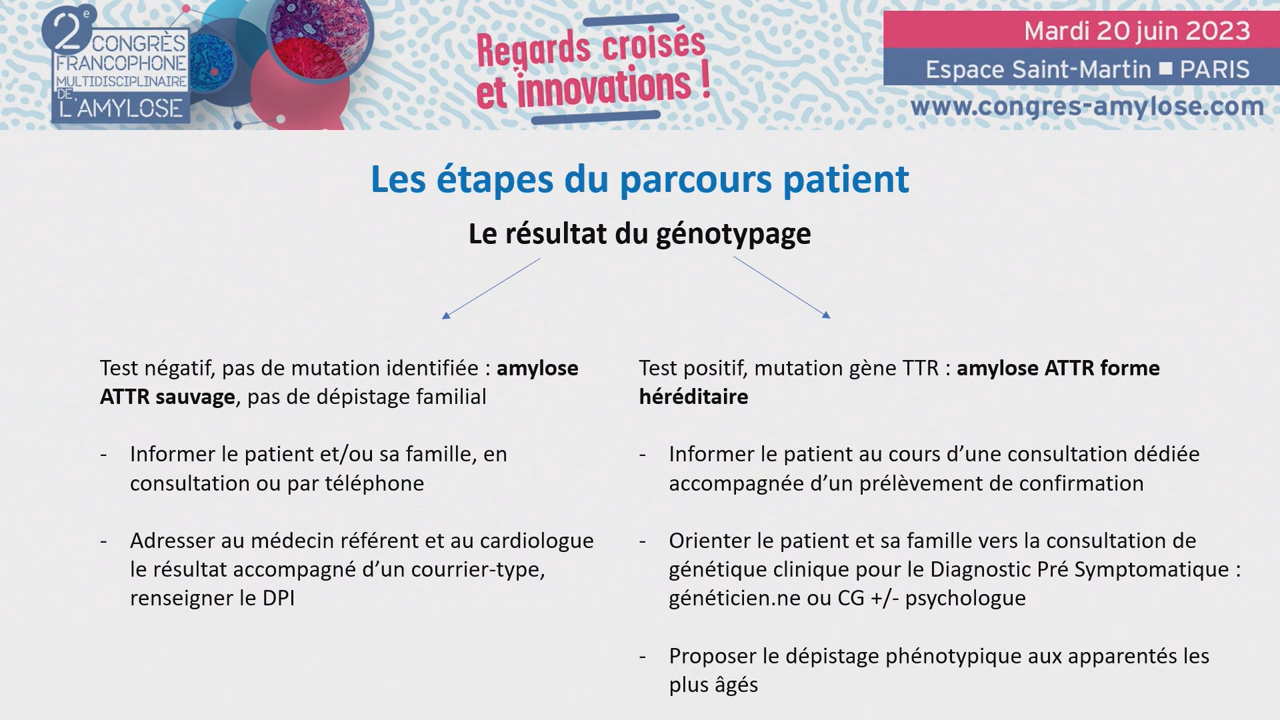 2e CONGRÈS
FRANCOPHONE
MULTIDISCIPLINAIRE
DE
L'AMYLOSE
Regards croisés
et innovations !
Mardi 20 juin 2023
Espace Saint-Martin ■ PARIS
www.congres-amylose.com
Les étapes du parcours patient
Le résultat du génotypage
Test négatif, pas de mutation identifiée : amylose
ATTR sauvage, pas de dépistage familial
- Informer le patient et/ou sa famille, en
consultation ou par téléphone
- Adresser au médecin référent et au cardiologue
le résultat accompagné d’un courrier-type,
renseigner le DPI
Test positif, mutation gène TTR : amylose ATTR forme
héréditaire
- Informer le patient au cours d’une consultation dédiée
accompagnée d’un prélèvement de confirmation
- Orienter le patient et sa famille vers la consultation de
génétique clinique pour le Diagnostic Pré Symptomatique :
généticien.ne ou CG +/- psychologue
- Proposer le dépistage phénotypique aux apparentés les
plus âgés